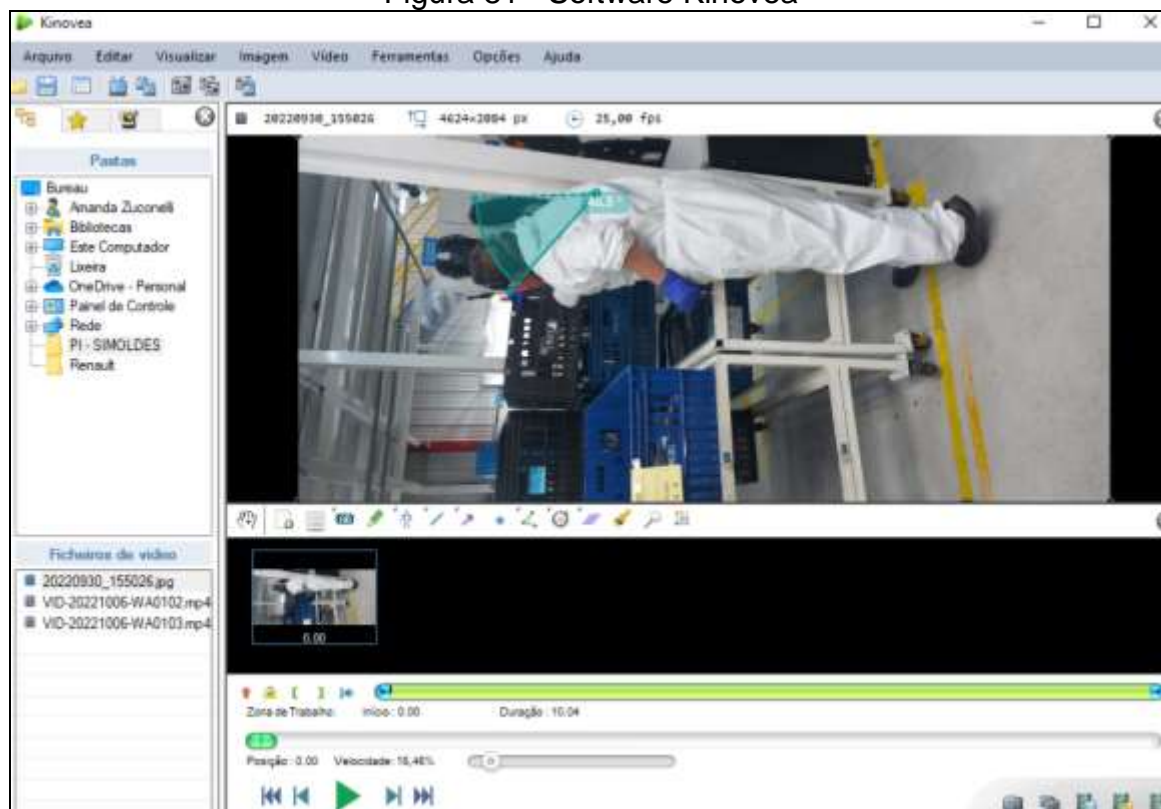 Figura 31 - Software Kinovea
Kinovea
Arquivo Editar Visualizar Imagem Vídeo Ferramentas Opções Ajuda
20220930_155026 4624×2084 px 25,00 fps
Pastas
Bureau
Amanda Zuconelli
Bibliotecas
Este Computador
Lixeira
OneDrive - Personal
Painel de Controle
Rede
PI - SIMOLDES
Renault
Ficheiros de vídeo
20220930_155026.jpg
VID-20221006-WA0102.mp4
VID-20221006-WA0103.mp4
0.00
Zona de Trabalho: Início : 0.00 Duração : 10.04
Posição: 0.00 Velocidade: 16,46%